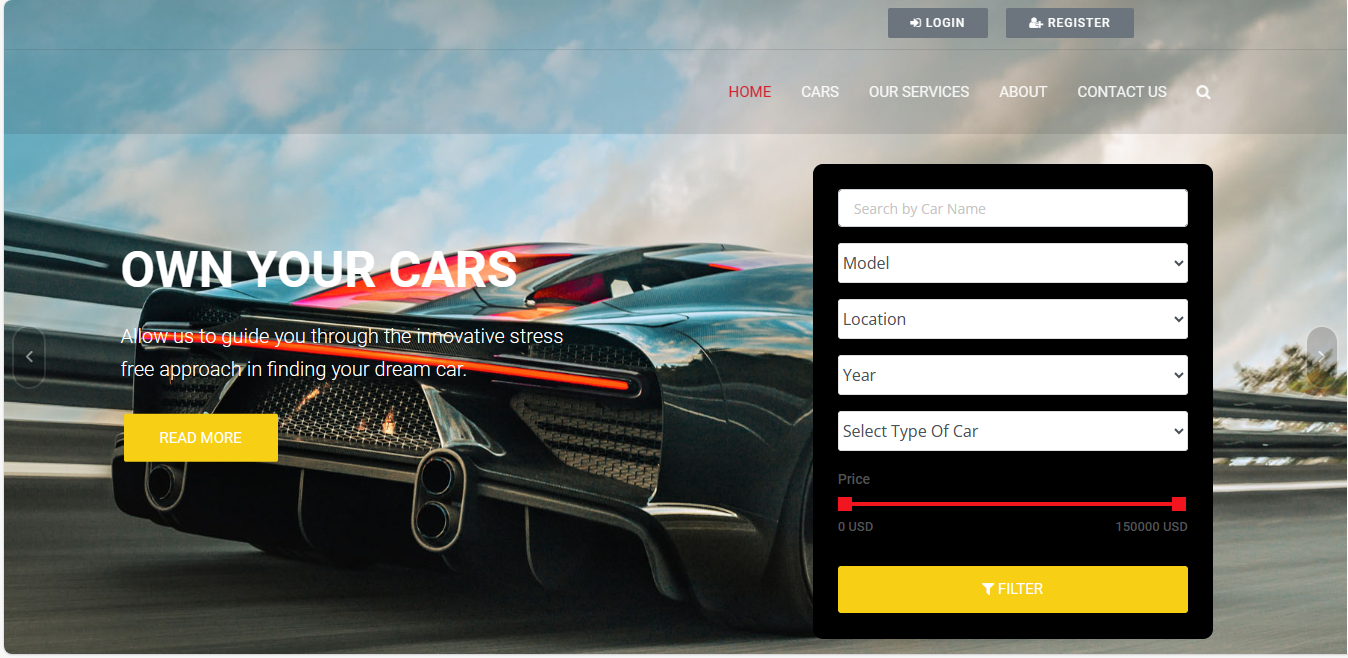 LOGIN
REGISTER
HOME
CARS
OUR SERVICES
ABOUT
CONTACT US
OWN YOUR CARS
Allow us to guide you through the innovative stress
free approach in finding your dream car.
READ MORE
Search by Car Name
Model
Location
Year
Select Type Of Car
Price
0 USD
150000 USD
FILTER